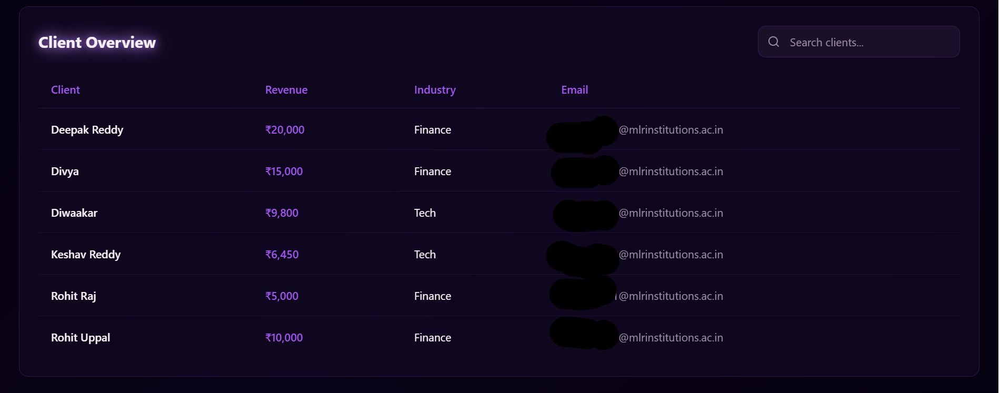 Client Overview
Search clients...
Client Revenue Industry Email
Deepak Reddy ₹20,000 Finance @mlrinstitutions.ac.in
Divya ₹15,000 Finance @mlrinstitutions.ac.in
Diwaakar ₹9,800 Tech @mlrinstitutions.ac.in
Keshav Reddy ₹6,450 Tech @mlrinstitutions.ac.in
Rohit Raj ₹5,000 Finance @mlrinstitutions.ac.in
Rohit Uppal ₹10,000 Finance @mlrinstitutions.ac.in